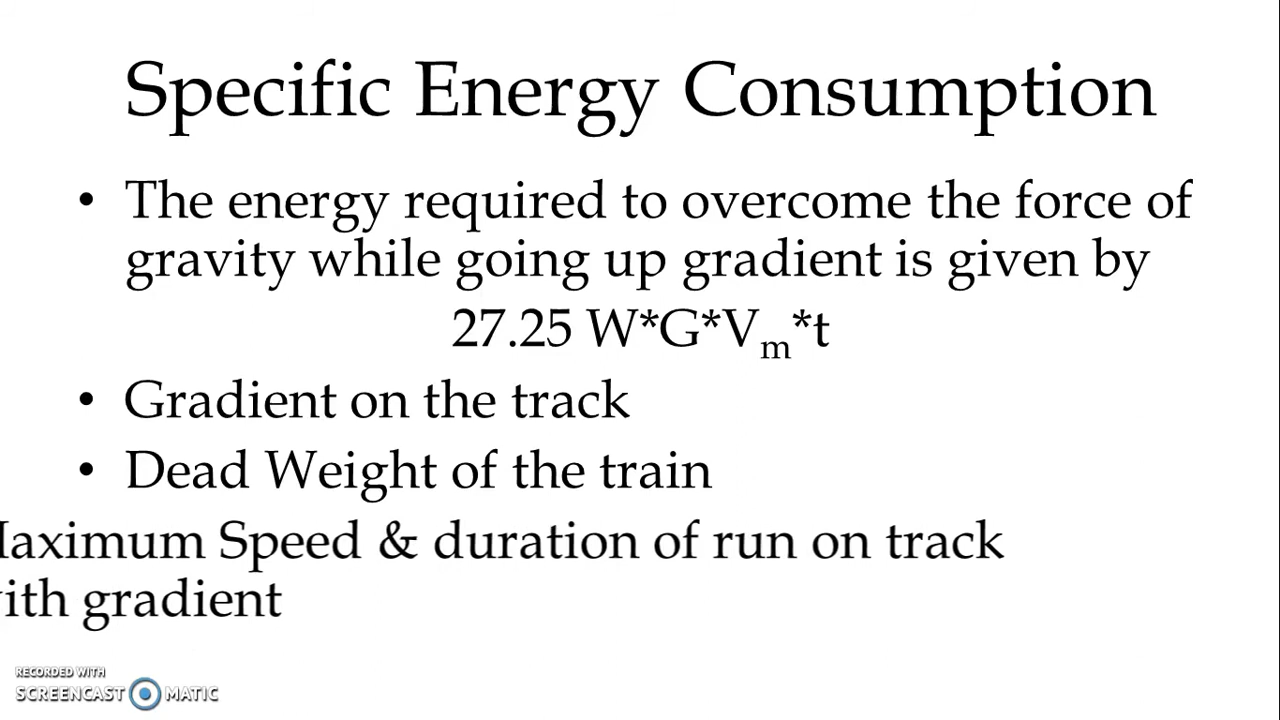 Specific Energy Consumption
• The energy required to overcome the force of
gravity while going up gradient is given by
27.25 W*G*Vm*t
• Gradient on the track
• Dead Weight of the train
Speed & duration of run on track
gradient
RECORDED WITH
SCREENCAST MATIC